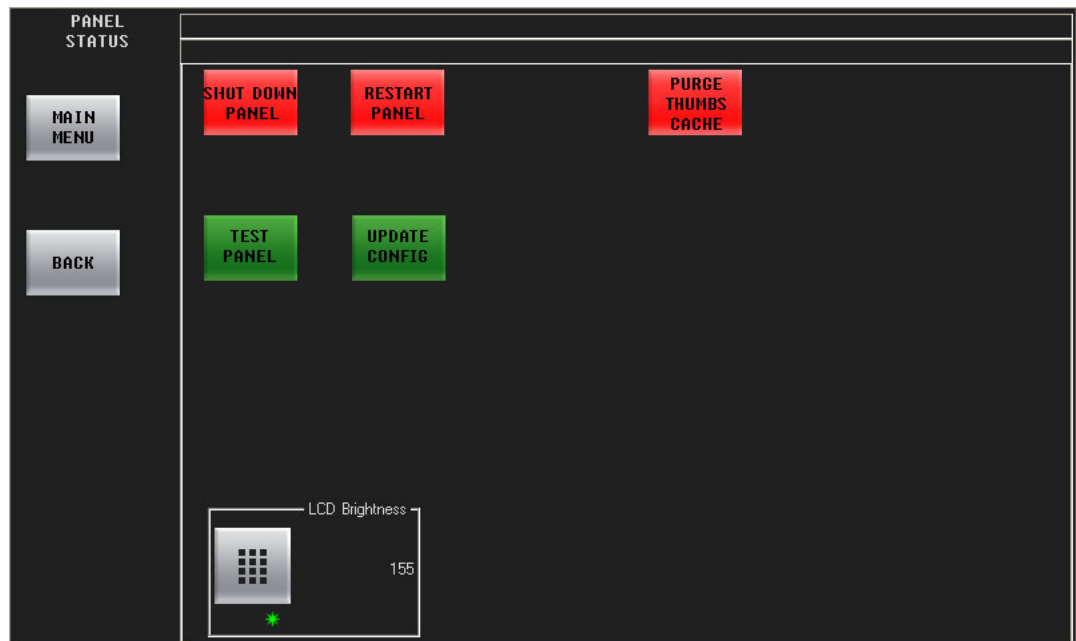 PANEL
STATUS
MAIN
MENU
BACK
SHUT DOWN
PANEL
RESTART
PANEL
PURGE
THUMBS
CACHE
TEST
PANEL
UPDATE
CONFIG
LCD Brightness
155